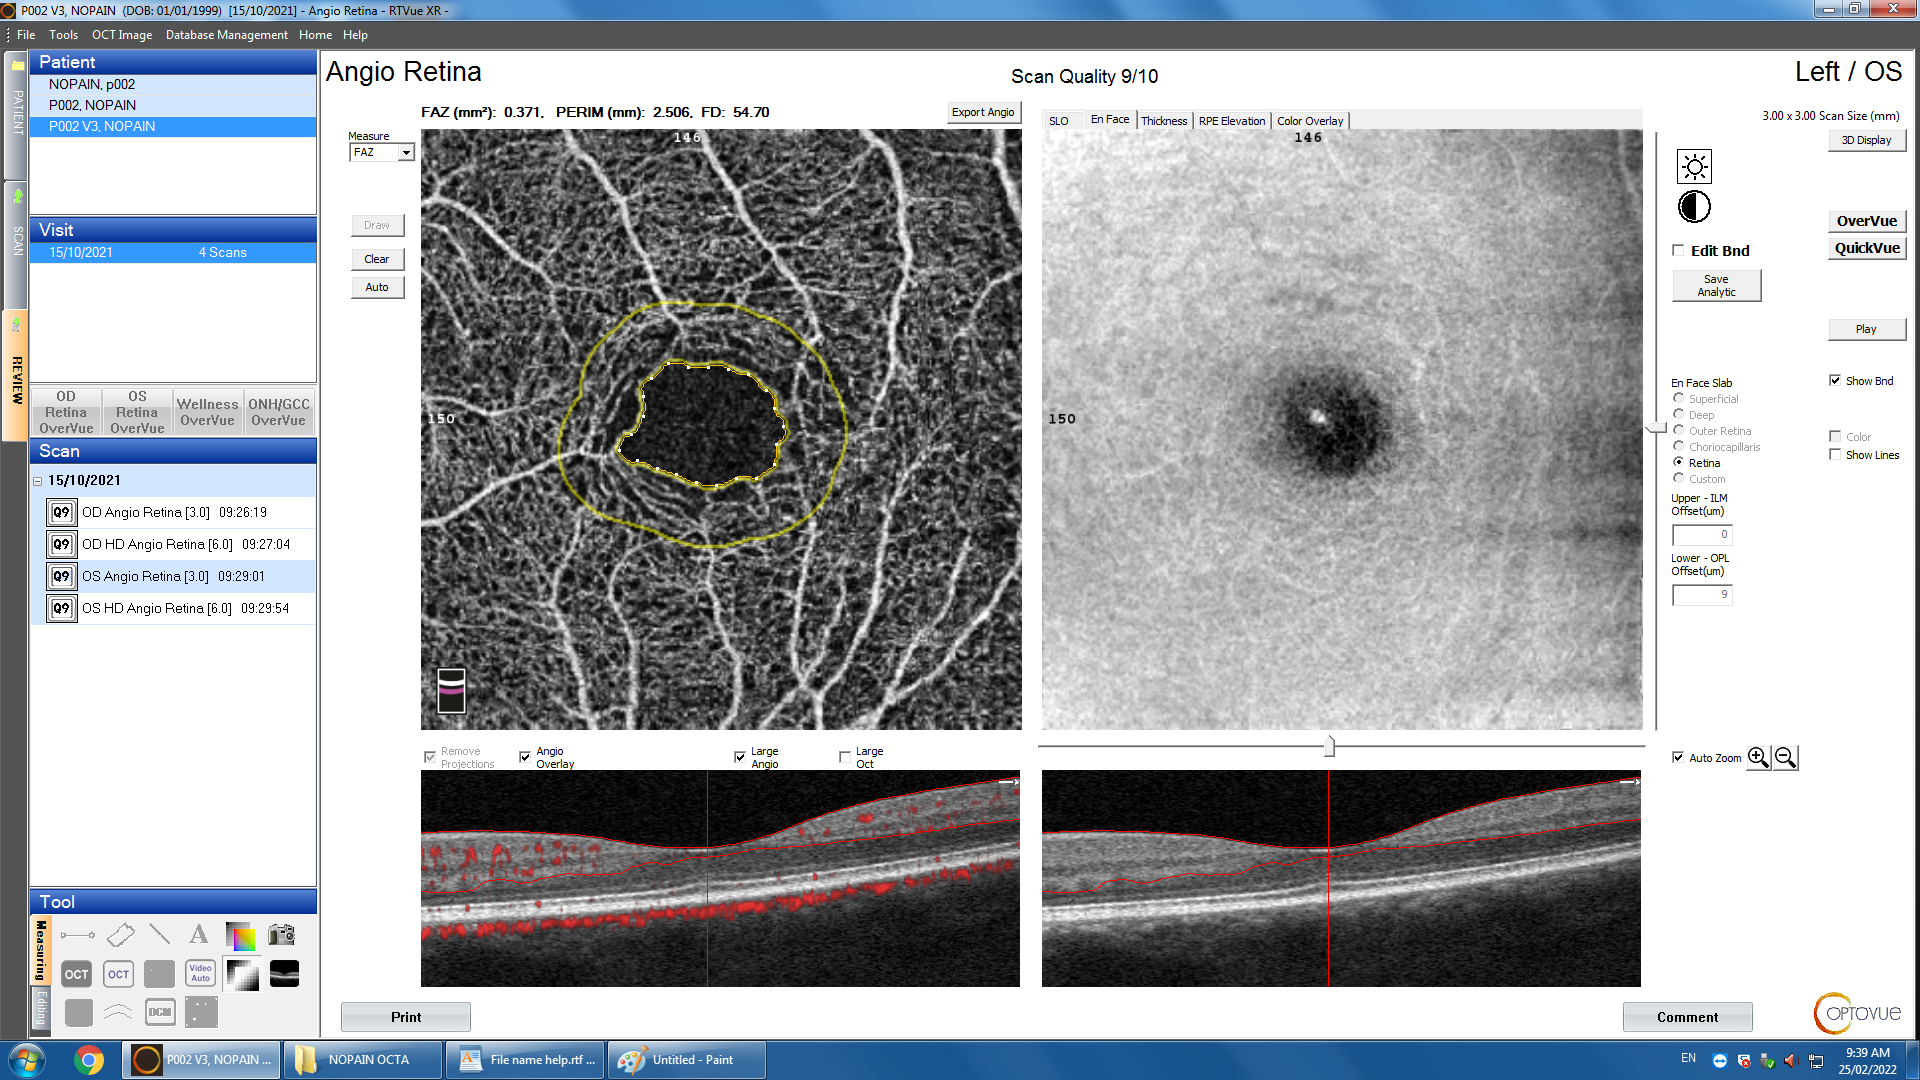 P002 V3, NOPAIN (DOB: 01/01/1999) [15/10/2021] - Angio Retina - RTVue XR -
File Tools OCT Image Database Management Home Help
PATIENT
SCAN
REVIEW
Patient
NOPAIN, p002
P002, NOPAIN
P002 V3, NOPAIN
Visit
15/10/2021 4 Scans
OD Retina OverVue
OS Retina OverVue
Wellness OverVue
ONH/GCC OverVue
Scan
15/10/2021
Q9 OD Angio Retina [3.0] 09:26:19
Q9 OD HD Angio Retina [6.0] 09:27:04
Q9 OS Angio Retina [3.0] 09:29:01
Q9 OS HD Angio Retina [6.0] 09:29:54
Tool
Measuring
Editing
A
OCT OCT Video Auto
DCM
Angio Retina
Scan Quality 9/10
Left / OS
FAZ (mm²): 0.371, PERIM (mm): 2.506, FD: 54.70
Export Angio
Measure
FAZ
Draw
Clear
Auto
146
150
SLO En Face Thickness RPE Elevation Color Overlay
146
150
3.00 x 3.00 Scan Size (mm)
3D Display
OverVue
QuickVue
Edit Bnd
Save Analytic
Play
Show Bnd
Color
Show Lines
En Face Slab
Superficial
Deep
Outer Retina
Choriocapillaris
Retina
Custom
Upper - ILM
Offset(um)
0
Lower - OPL
Offset(um)
9
Remove Projections
Angio Overlay
Large Angio
Large Oct
Auto Zoom
Print
Comment
OPTOVUE
P002 V3, NOPAIN ...
NOPAIN OCTA
File name help.rtf ...
Untitled - Paint
EN
9:39 AM
25/02/2022